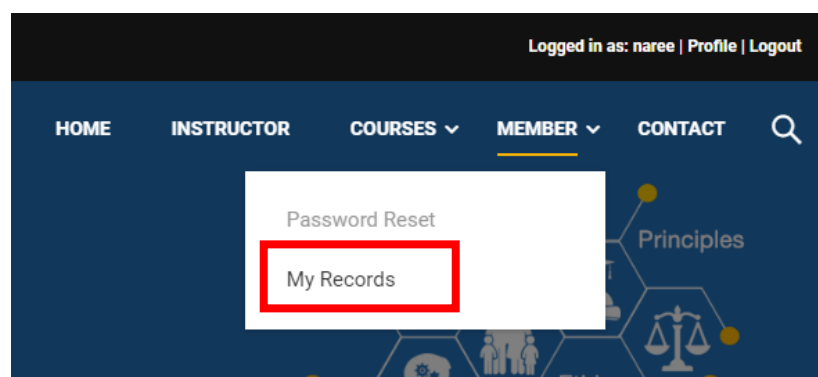 Logged in as: naree | Profile | Logout
HOME INSTRUCTOR COURSES MEMBER CONTACT
Password Reset
My Records
Principles